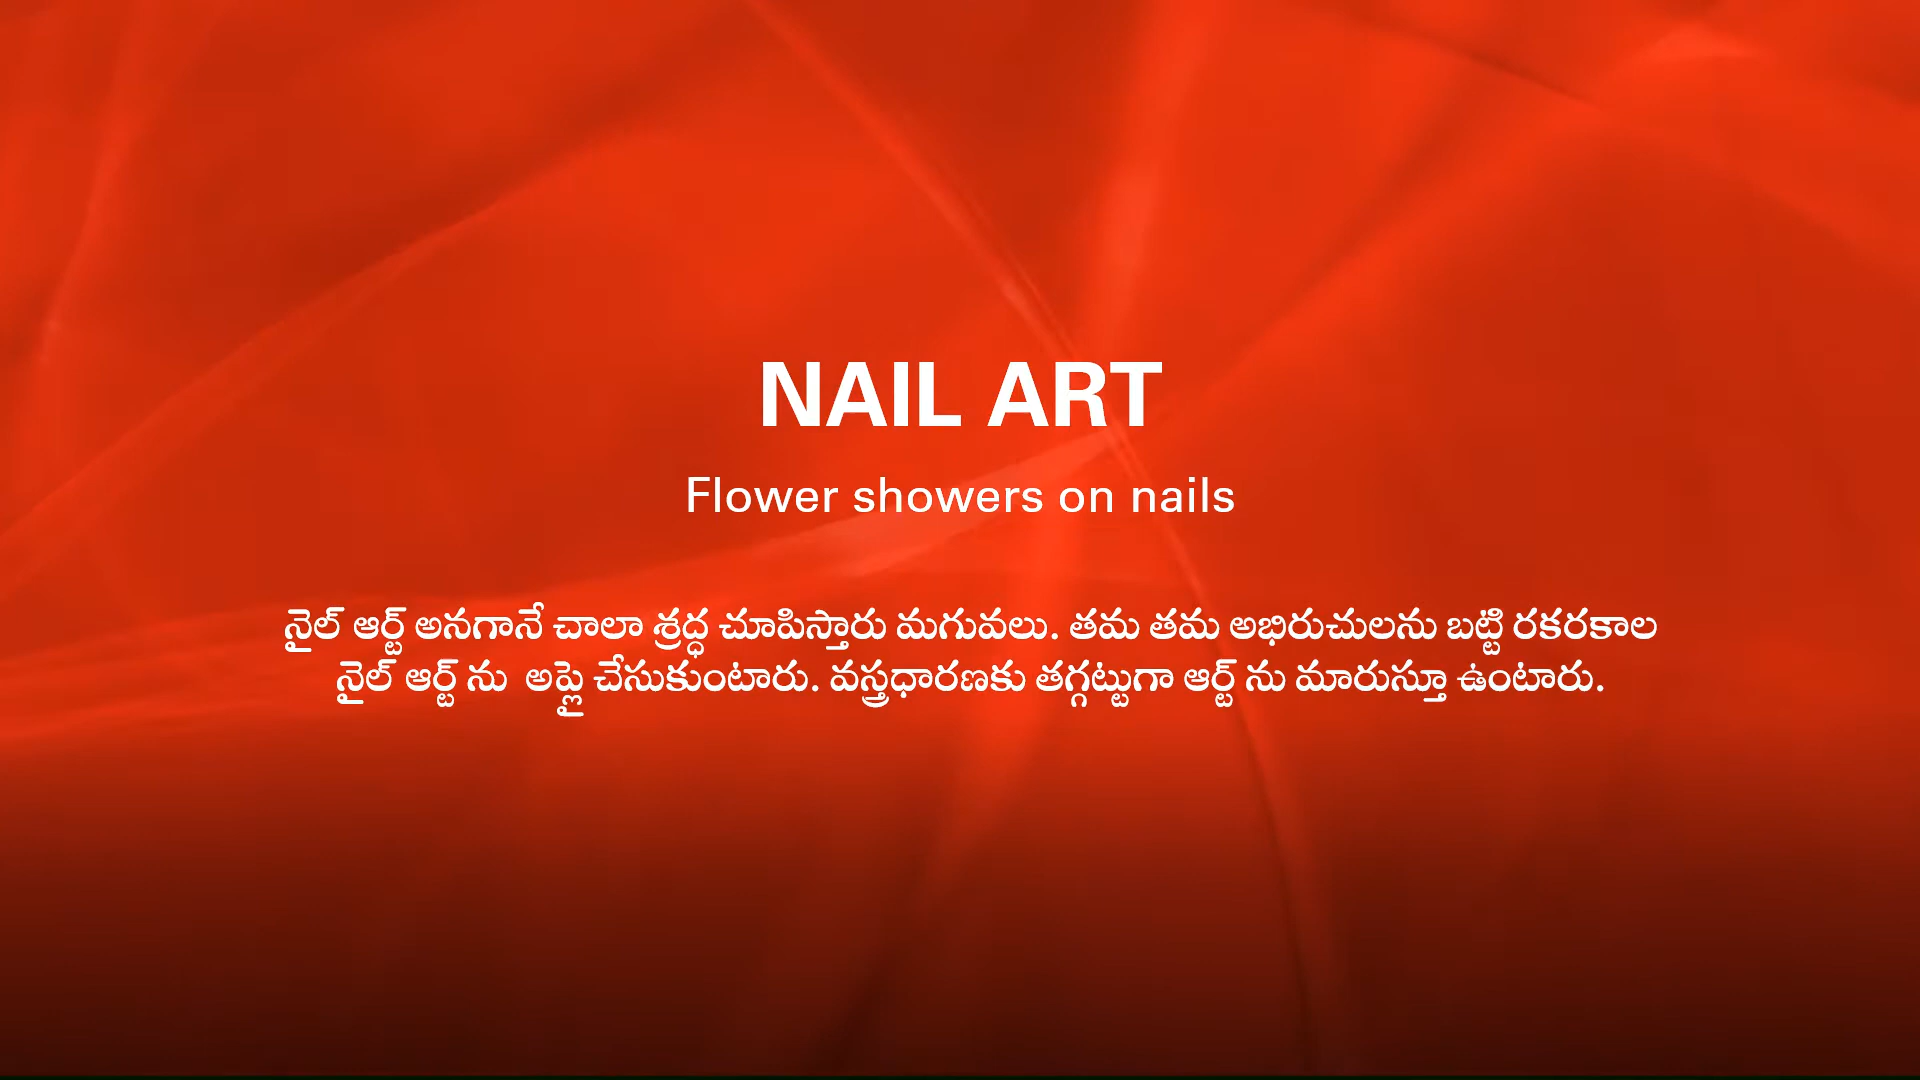 NAIL ART
Flower showers on nails
నైల్ ఆర్ట్ అనగానే చాలా శ్రద్ధ చూపిస్తారు మగువలు. తమ తమ అభిరుచులను బట్టి రకరకాల
నైల్ ఆర్ట్ ను అప్లై చేసుకుంటారు. వస్త్రధారణకు తగ్గట్టుగా ఆర్ట్ ను మారుస్తూ ఉంటారు.